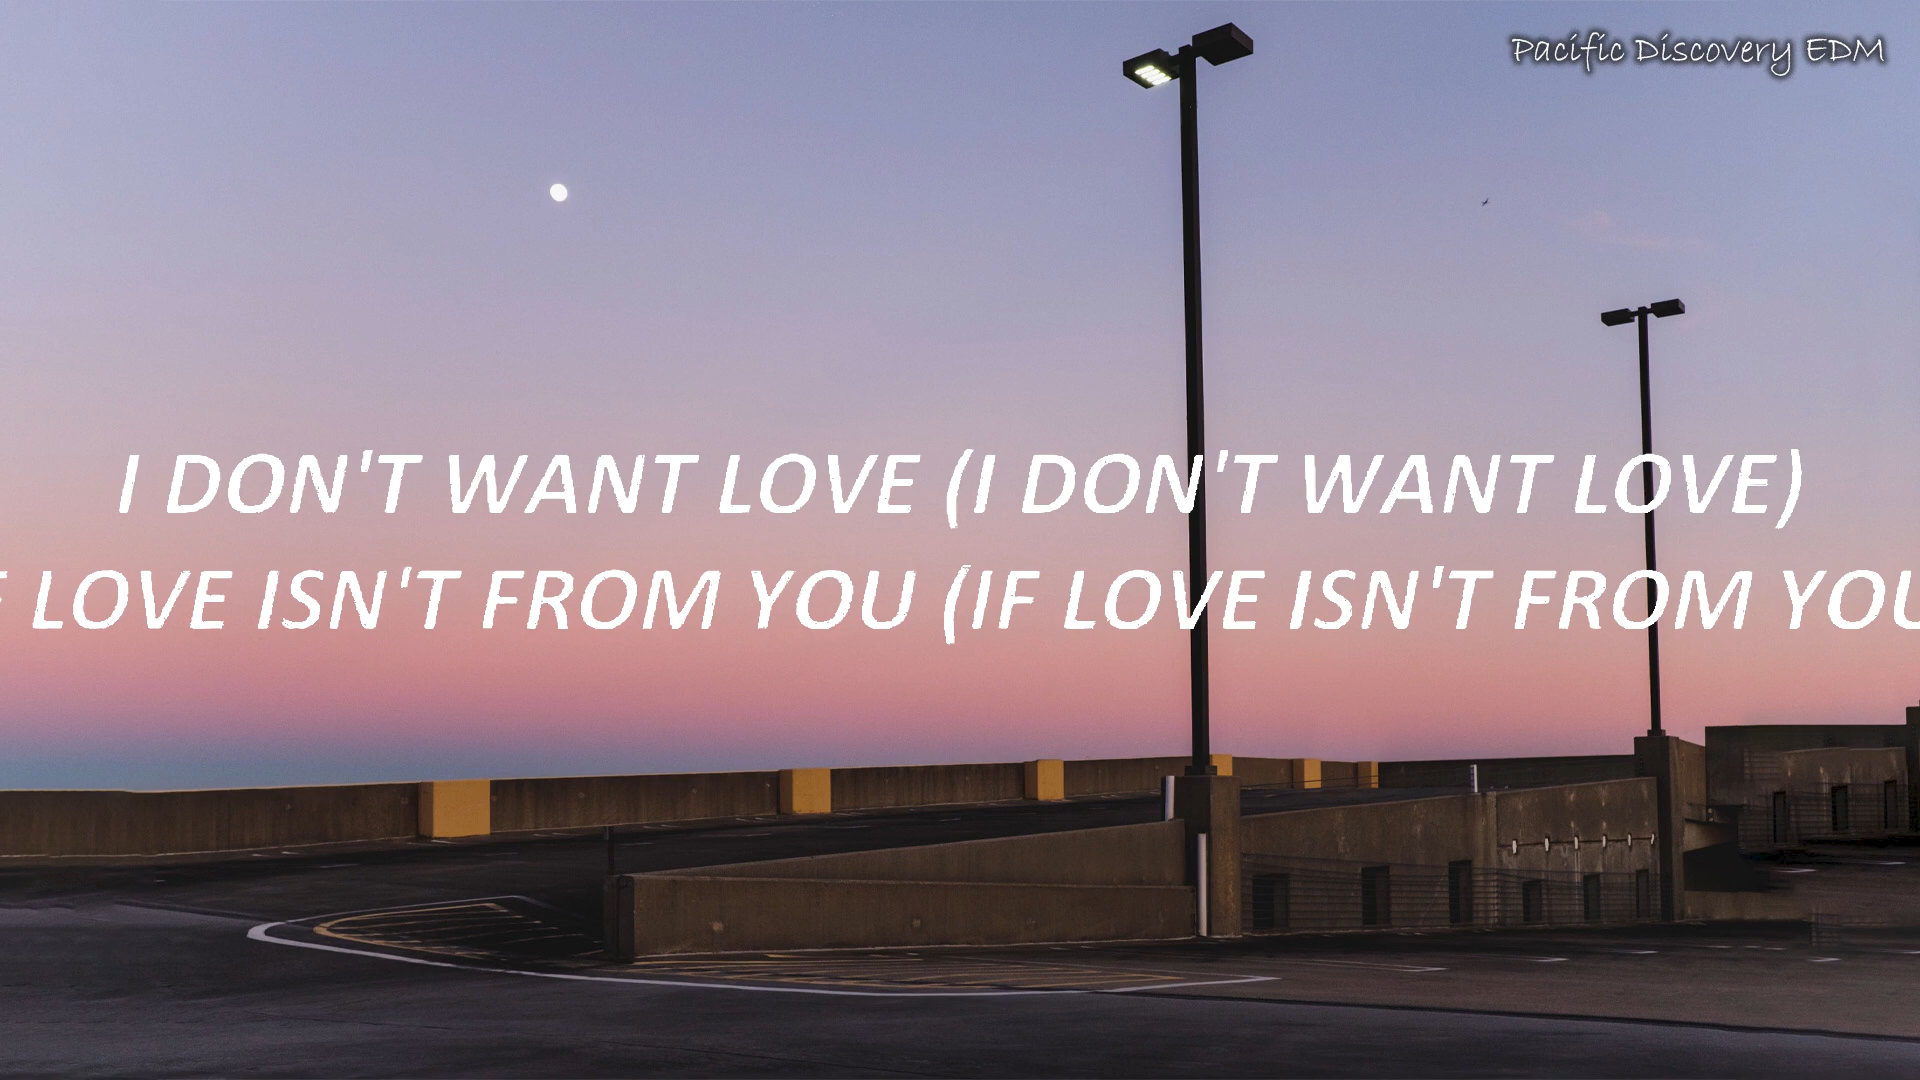 Pacific Discovery EDM
I DON'T WANT LOVE (I DON'T WANT LOVE)
LOVE ISN'T FROM YOU (IF LOVE ISN'T FROM YOU